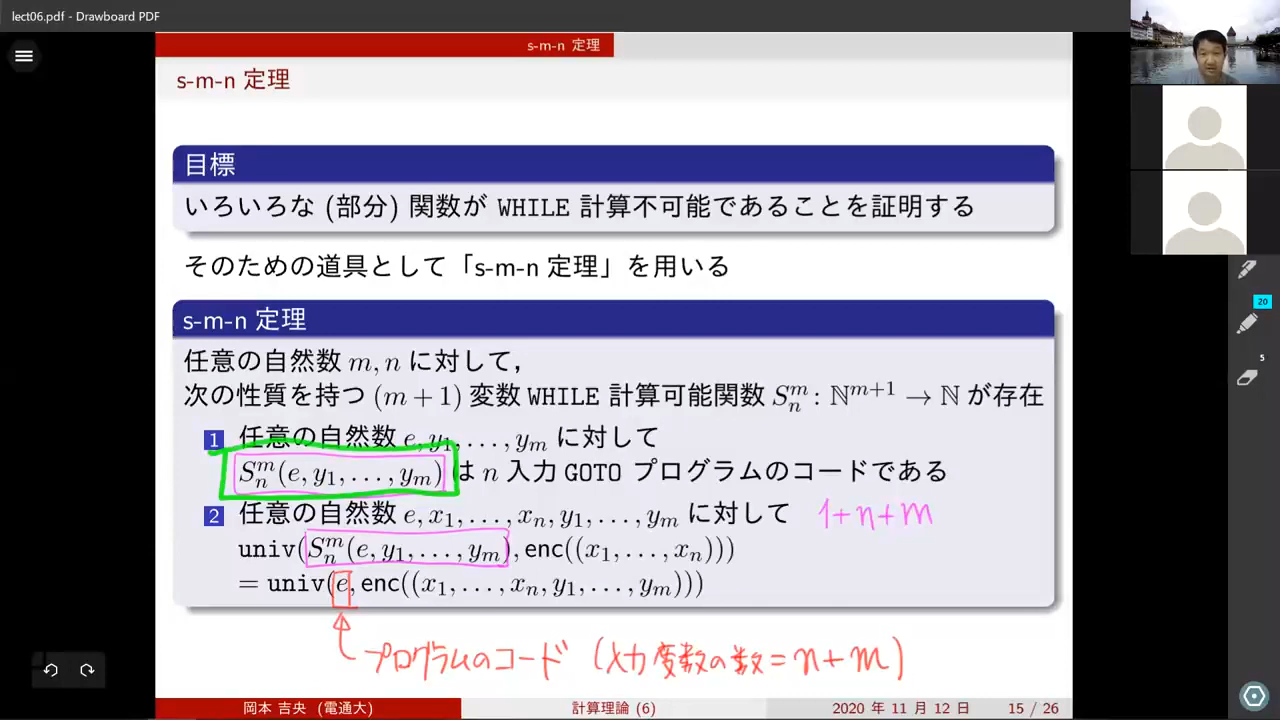 lect06.pdf - Drawboard PDF
s-m-n 定理
s-m-n 定理
目標
いろいろな (部分) 関数が WHILE 計算不可能であることを証明する
そのための道具として「s-m-n 定理」を用いる
s-m-n 定理
任意の自然数 m, n に対して,
次の性質を持つ (m + 1) 変数 WHILE 計算可能関数 Sₙᵐ : ℕᵐ⁺¹ → ℕ が存在
1 任意の自然数 e, y₁, . . . , yₘ に対して
Sₙᵐ(e, y₁, . . . , yₘ) は n 入力 GOTO プログラムのコードである
2 任意の自然数 e, x₁, . . . , xₙ, y₁, . . . , yₘ に対して 1+n+m
univ(Sₙᵐ(e, y₁, . . . , yₘ), enc((x₁, . . . , xₙ)))
= univ(e, enc((x₁, . . . , xₙ, y₁, . . . , yₘ)))
プログラムのコード (入力変数の数=n+m)
岡本 吉央 (電通大) 計算理論 (6) 2020 年 11 月 12 日 15 / 26
20
5